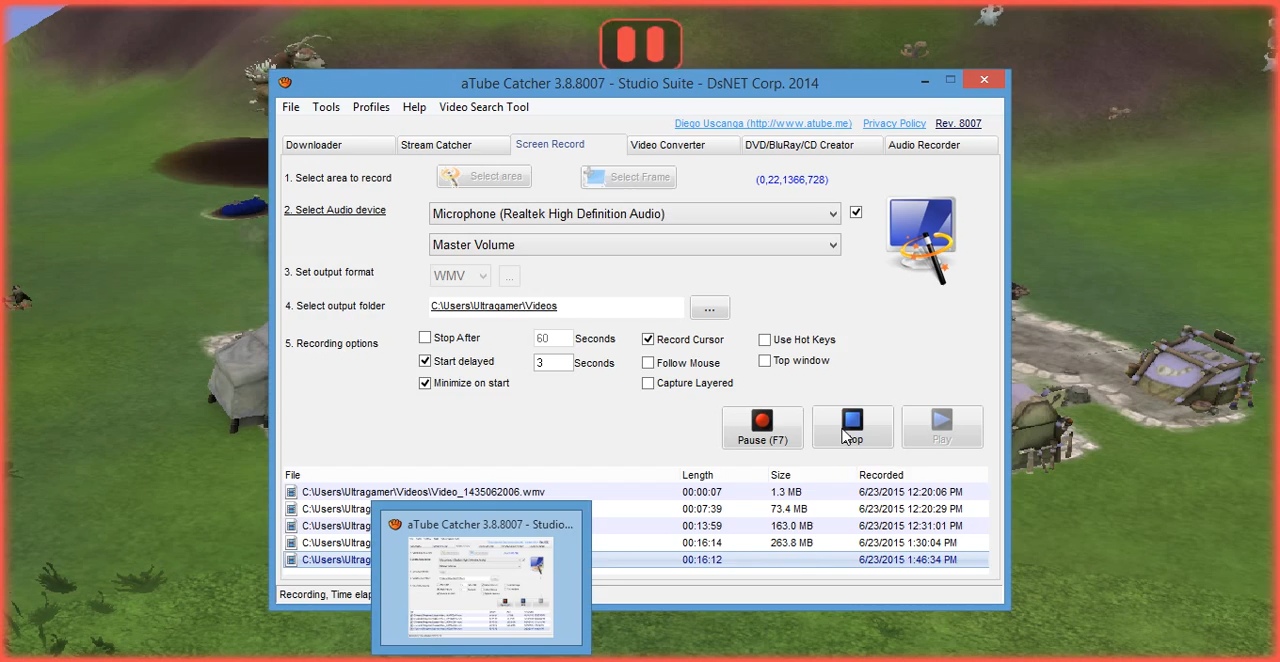 aTube Catcher 3.8.8007 - Studio Suite - DsNET Corp. 2014
File Tools Profiles Help Video Search Tool
Diego Uscanga (http://www.atube.me) Privacy Policy Rev. 8007
Downloader Stream Catcher Screen Record Video Converter DVD/BluRay/CD Creator Audio Recorder
1. Select area to record Select area Select Frame (0,22,1366,728)
2. Select Audio device Microphone (Realtek High Definition Audio)
Master Volume
3. Set output format WMV ...
4. Select output folder C:\Users\Ultragamer\Videos ...
5. Recording options Stop After 60 Seconds Record Cursor Use Hot Keys
Start delayed 3 Seconds Follow Mouse Top window
Minimize on start Capture Layered
Pause (F7) Play
File Length Size Recorded
C:\Users\Ultragamer\Videos\Video_1435062006.wmv 00:00:07 1.3 MB 6/23/2015 12:20:06 PM
C:\Users\Ultrag 00:07:39 73.4 MB 6/23/2015 12:20:29 PM
C:\Users\Ultrag 00:13:59 163.0 MB 6/23/2015 12:31:01 PM
C:\Users\Ultrag 00:16:14 263.8 MB 6/23/2015 1:30:04 PM
C:\Users\Ultrag 00:16:12 6/23/2015 1:46:34 PM
aTube Catcher 3.8.8007 - Studio...
Recording, Time elap